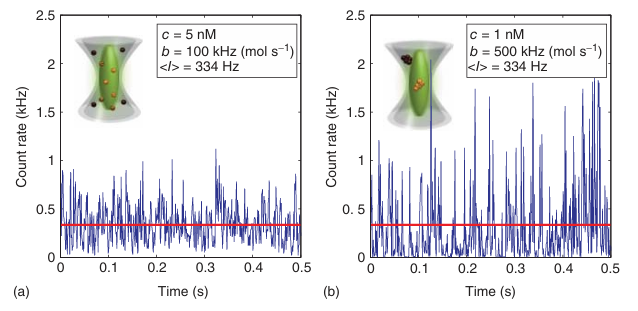 2.5
2
1.5
1
0.5
0
Count rate (kHz)
c = 5 nM
b = 100 kHz (mol s⁻¹)
<I> = 334 Hz
0 0.1 0.2 0.3 0.4 0.5
Time (s)
(a)
2.5
2
1.5
1
0.5
0
Count rate (kHz)
c = 1 nM
b = 500 kHz (mol s⁻¹)
<I> = 334 Hz
0 0.1 0.2 0.3 0.4 0.5
Time (s)
(b)